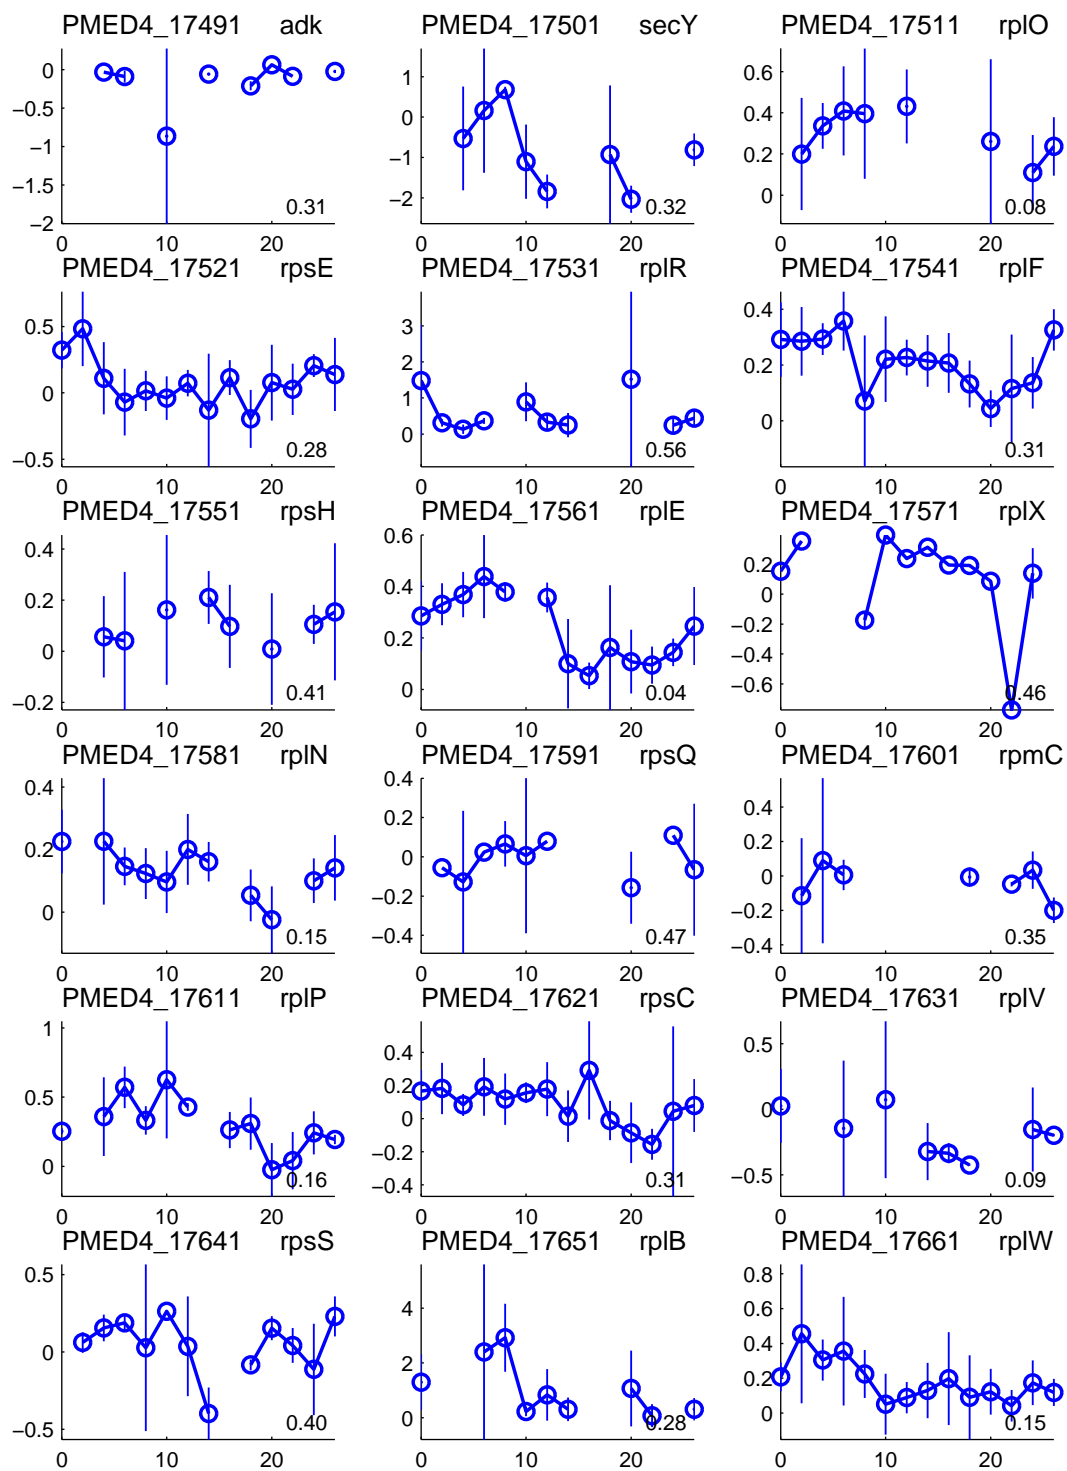 PMED4_17491 adk PMED4_17501 secY PMED4_17511 rplO
0 −0.5 −1 −1.5 −2 0.31 0 10 20
1 0 −1 −2 0.32 0 10 20
0.6 0.4 0.2 0 0.08 0 10 20
PMED4_17521 rpsE PMED4_17531 rplR PMED4_17541 rplF
0.5 0 −0.5 0.28 0 20
3 2 1 0 0.56 0 20
0.4 0.2 0 0.31 0 20
PMED4_17551 rpsH PMED4_17561 rplE PMED4_17571 rplX
0.4 0.2 0 −0.2 0.41 0 10 20
0.6 0.4 0.2 0 0.04 0 10 20
0.2 0 −0.2 −0.4 −0.6 0.46 0 10 20
PMED4_17581 rplN PMED4_17591 rpsQ PMED4_17601 rpmC
0.4 0.2 0 0.15 0 10 20
0.4 0.2 0 −0.2 −0.4 0.47 0 10 20
0.4 0.2 0 −0.2 −0.4 0.35 0 10 20
PMED4_17611 rplP PMED4_17621 rpsC PMED4_17631 rplV
1 0.5 0 0.16 0 20
0.4 0.2 0 −0.2 −0.4 0.31 0 20
0.5 0 −0.5 0.09 0 20
PMED4_17641 rpsS PMED4_17651 rplB PMED4_17661 rplW
0.5 0 −0.5 0.40 0 10 20
4 2 0 0.28 0 10 20
0.8 0.6 0.4 0.2 0 0.15 0 10 20